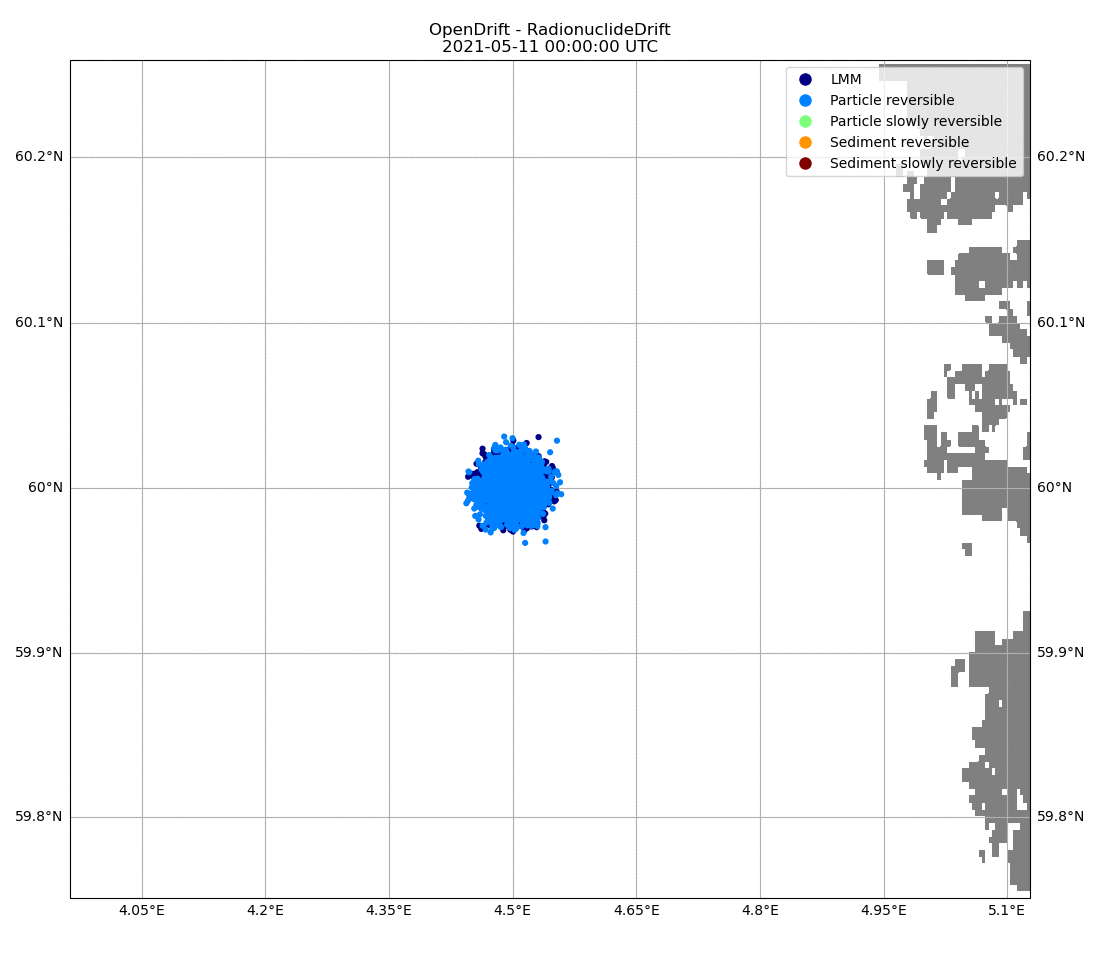 OpenDrift - RadionuclideDrift
2021-05-11 00:00:00 UTC
LMM
Particle reversible
Particle slowly reversible
Sediment reversible
Sediment slowly reversible
60.2°N 60.2°N
60.1°N 60.1°N
60°N 60°N
59.9°N 59.9°N
59.8°N 59.8°N
4.05°E 4.2°E 4.35°E 4.5°E 4.65°E 4.8°E 4.95°E 5.1°E